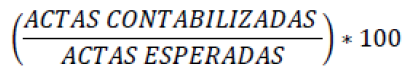 (ACTAS CONTABILIZADAS / ACTAS ESPERADAS) * 100